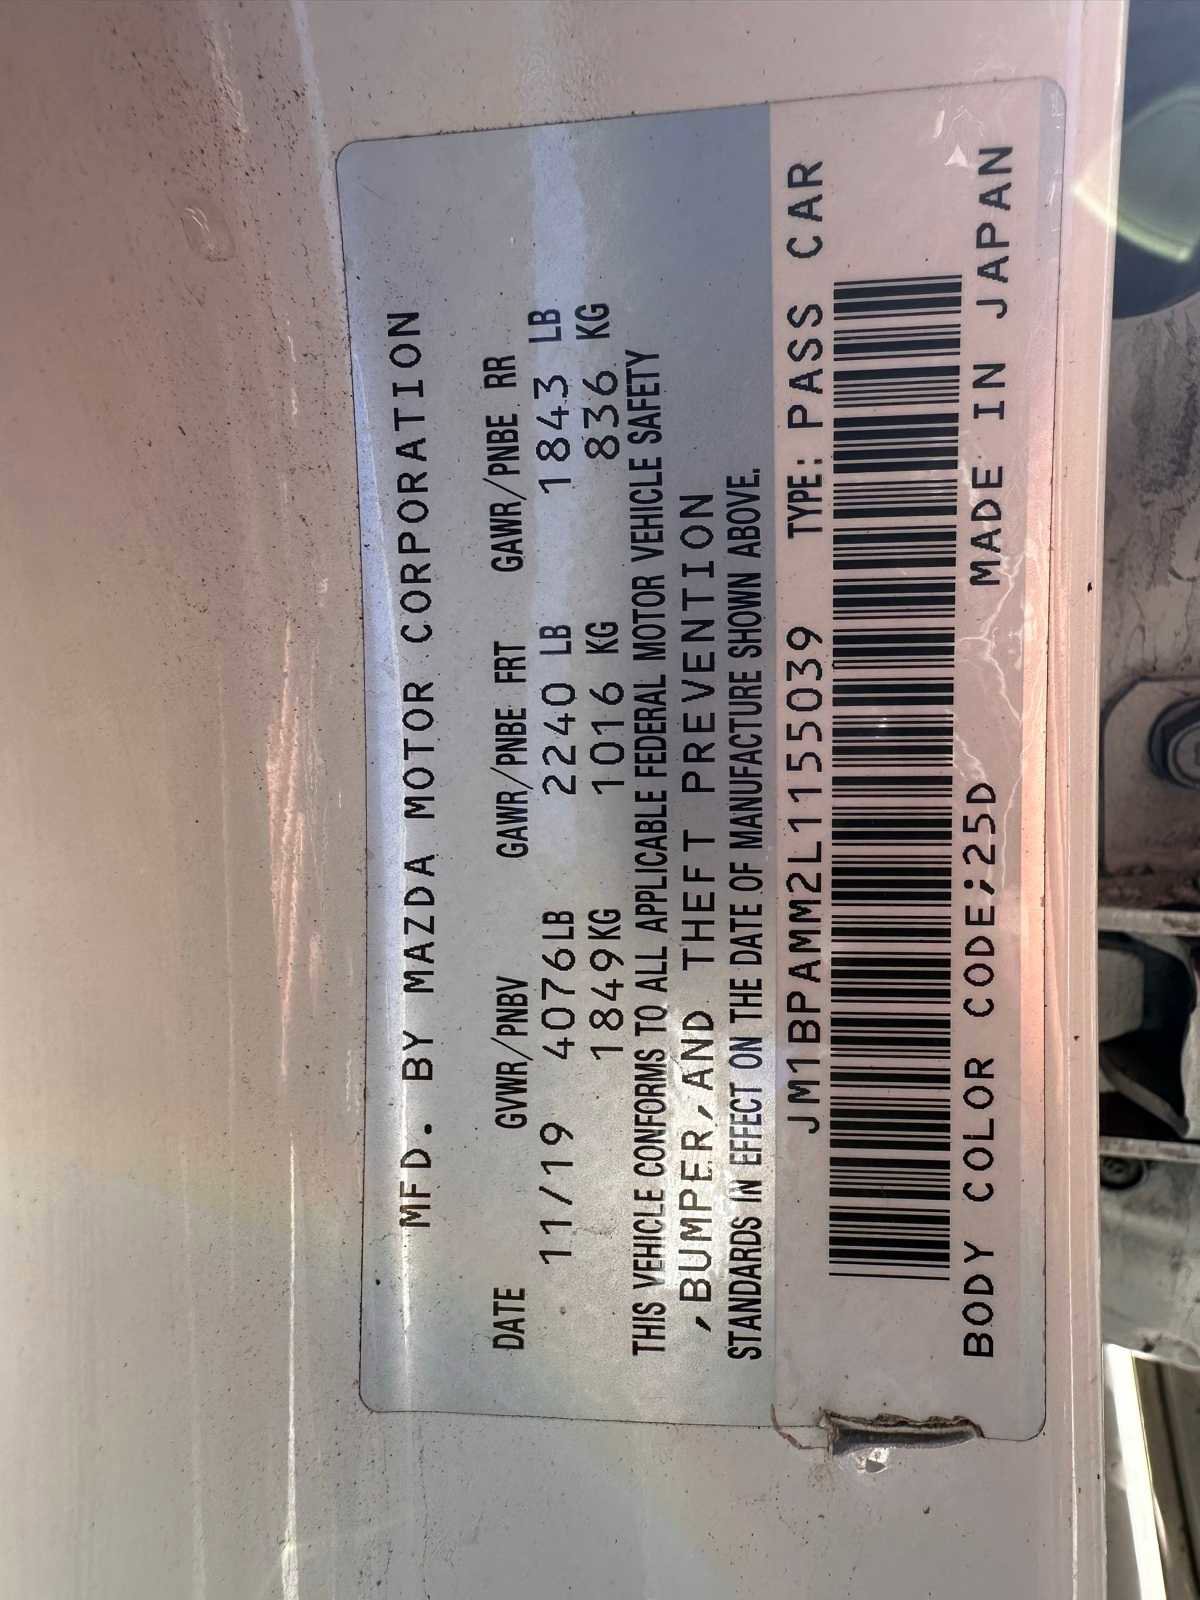 MFD. BY MAZDA MOTOR CORPORATION
DATE GVWR/PNBV GAWR/PNBE FRT GAWR/PNBE RR
11/19 4076LB 2240 LB 1843 LB
1849KG 1016 KG 836 KG
THIS VEHICLE CONFORMS TO ALL APPLICABLE FEDERAL MOTOR VEHICLE SAFETY
,BUMPER,AND THEFT PREVENTION
STANDARDS IN EFFECT ON THE DATE OF MANUFACTURE SHOWN ABOVE.
JM1BPAMM2L1155039 TYPE: PASS CAR
BODY COLOR CODE;25D MADE IN JAPAN